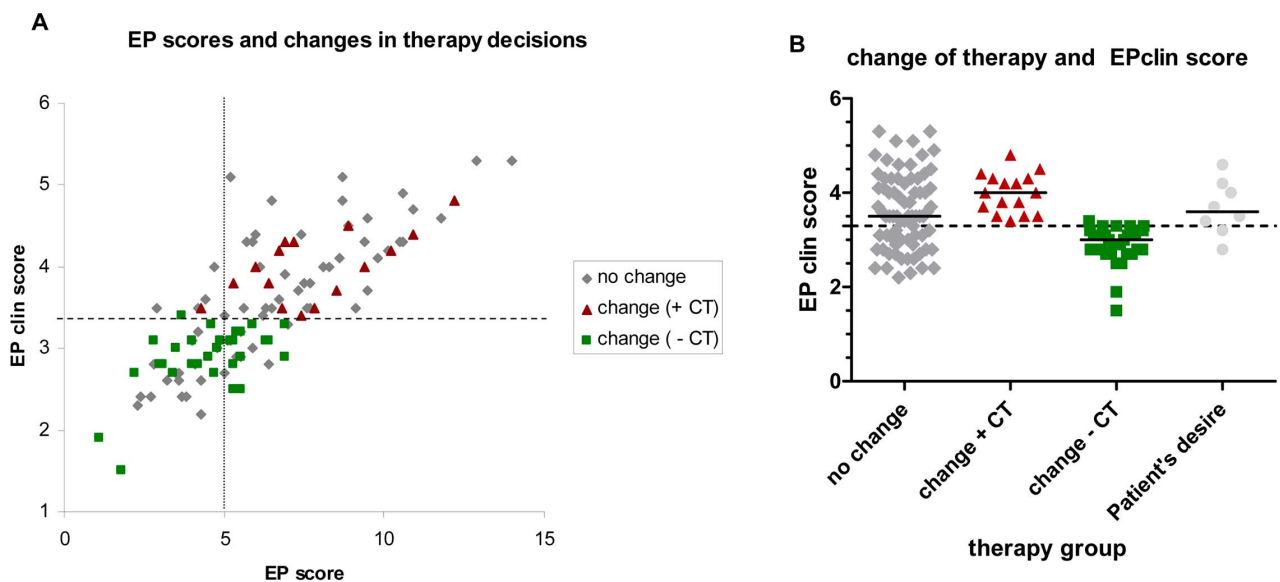 A
EP scores and changes in therapy decisions
6
5
4
3
2
1
0
5
10
15
EP clin score
EP score
no change
change (+ CT)
change ( - CT)
B
change of therapy and EPclin score
6
4
2
0
EP clin score
no change
change + CT
change - CT
Patient's desire
therapy group